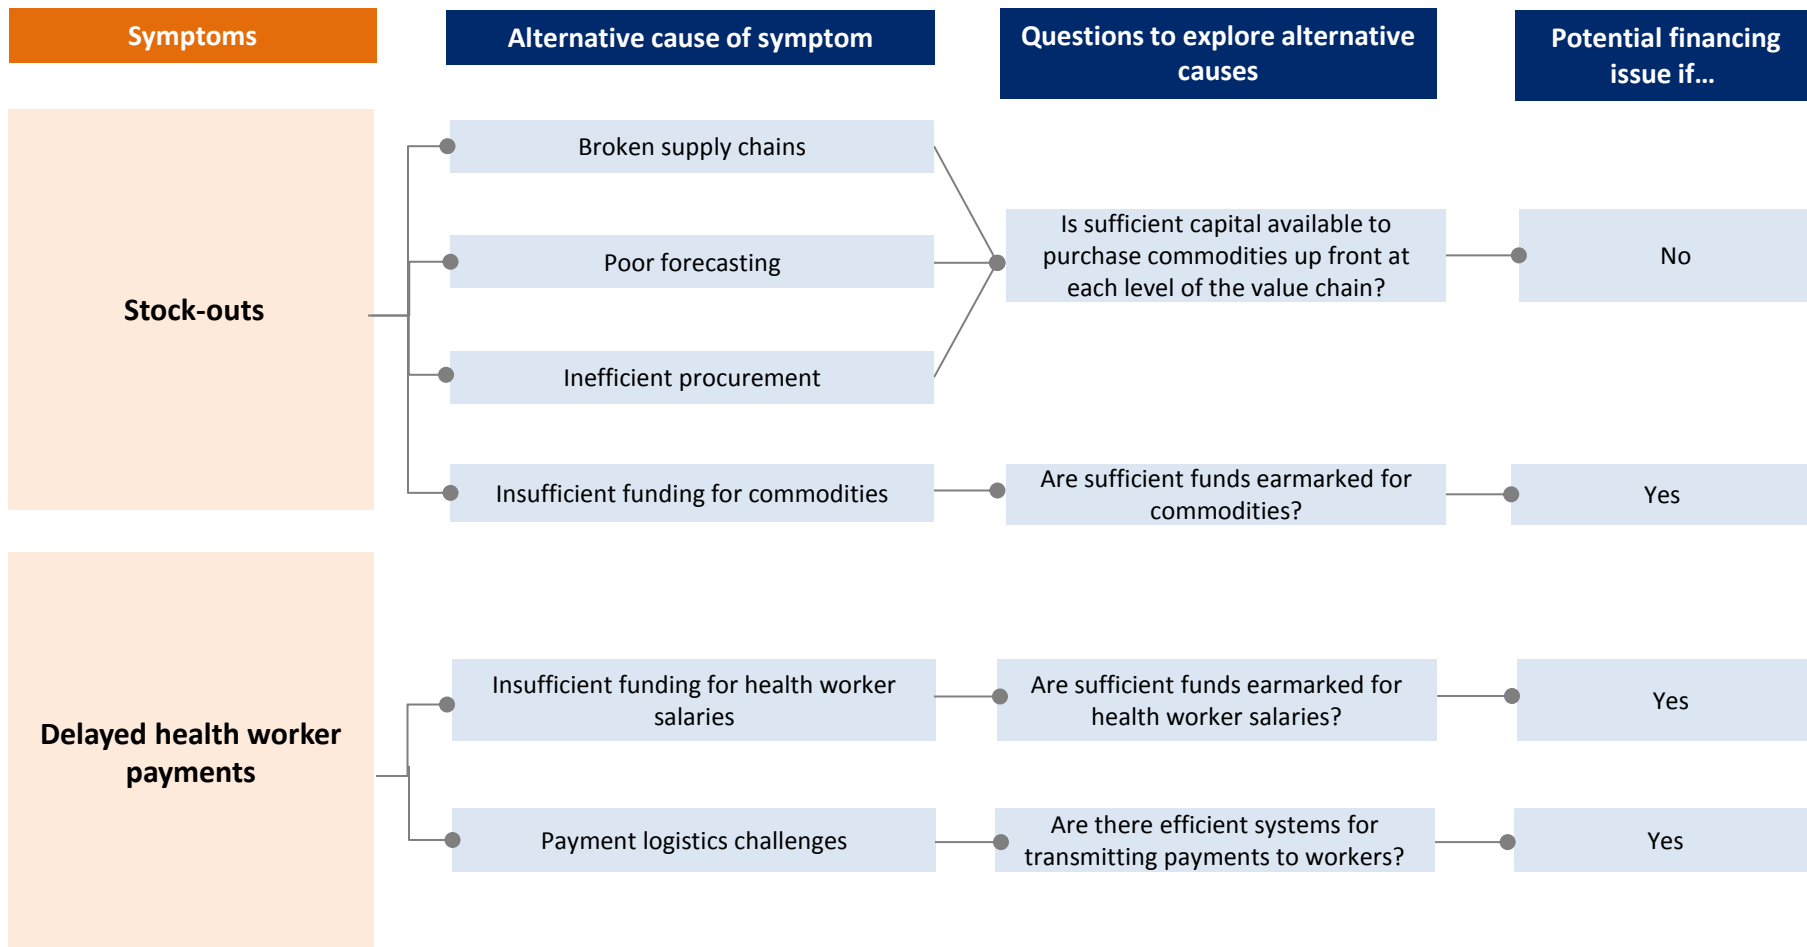 Symptoms
Alternative cause of symptom
Questions to explore alternative
causes
Potential financing
issue if...
Stock-outs
Broken supply chains
Poor forecasting
Inefficient procurement
Insufficient funding for commodities
Is sufficient capital available to
purchase commodities up front at
each level of the value chain?
No
Are sufficient funds earmarked for
commodities?
Yes
Delayed health worker
payments
Insufficient funding for health worker
salaries
Are sufficient funds earmarked for
health worker salaries?
Yes
Payment logistics challenges
Are there efficient systems for
transmitting payments to workers?
Yes